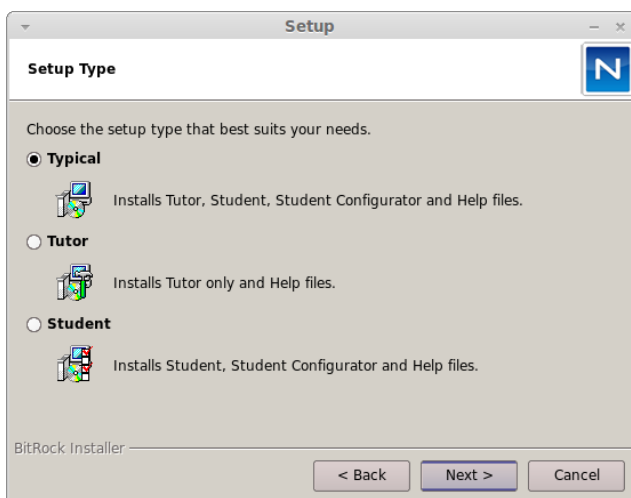 Setup
Setup Type
N
Choose the setup type that best suits your needs.
Typical
Installs Tutor, Student, Student Configurator and Help files.
Tutor
Installs Tutor only and Help files.
Student
Installs Student, Student Configurator and Help files.
BitRock Installer
< Back Next > Cancel